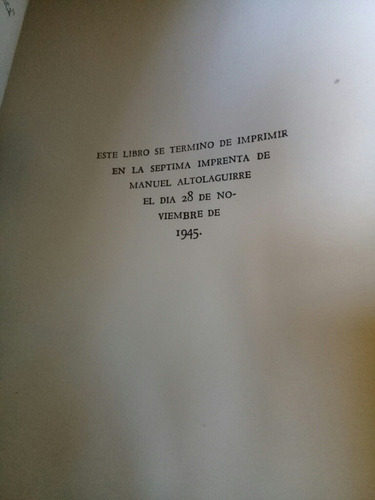 ESTE LIBRO SE TERMINO DE IMPRIMIR
EN LA SEPTIMA IMPRENTA DE
MANUEL ALTOLAGUIRRE
EL DIA 28 DE NO-
VIEMBRE DE
1945.